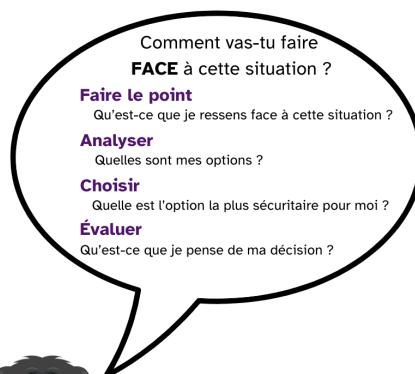 Comment vas-tu faire
FACE à cette situation ?
Faire le point
Qu'est-ce que je ressens face à cette situation ?
Analyser
Quelles sont mes options ?
Choisir
Quelle est l'option la plus sécuritaire pour moi ?
Évaluer
Qu'est-ce que je pense de ma décision ?